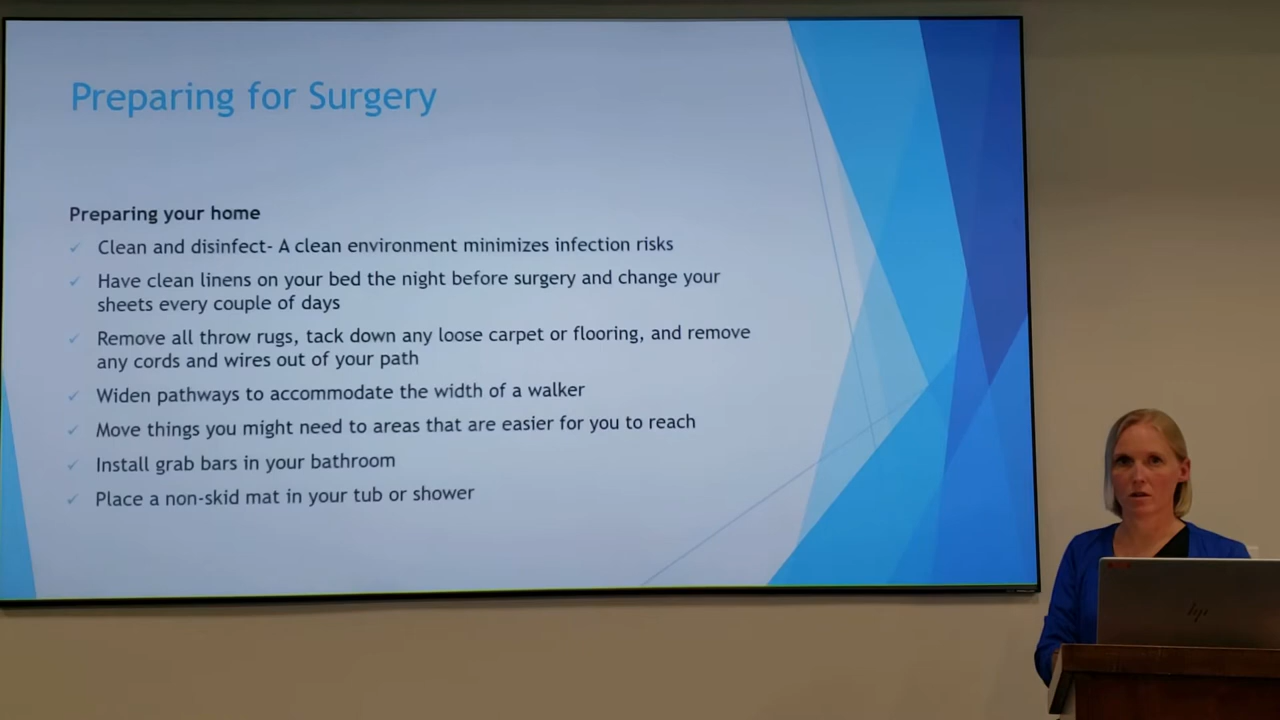 Preparing for Surgery
Preparing your home
✓ Clean and disinfect- A clean environment minimizes infection risks
✓ Have clean linens on your bed the night before surgery and change your
sheets every couple of days
✓ Remove all throw rugs, tack down any loose carpet or flooring, and remove
any cords and wires out of your path
✓ Widen pathways to accommodate the width of a walker
✓ Move things you might need to areas that are easier for you to reach
✓ Install grab bars in your bathroom
✓ Place a non-skid mat in your tub or shower
hp